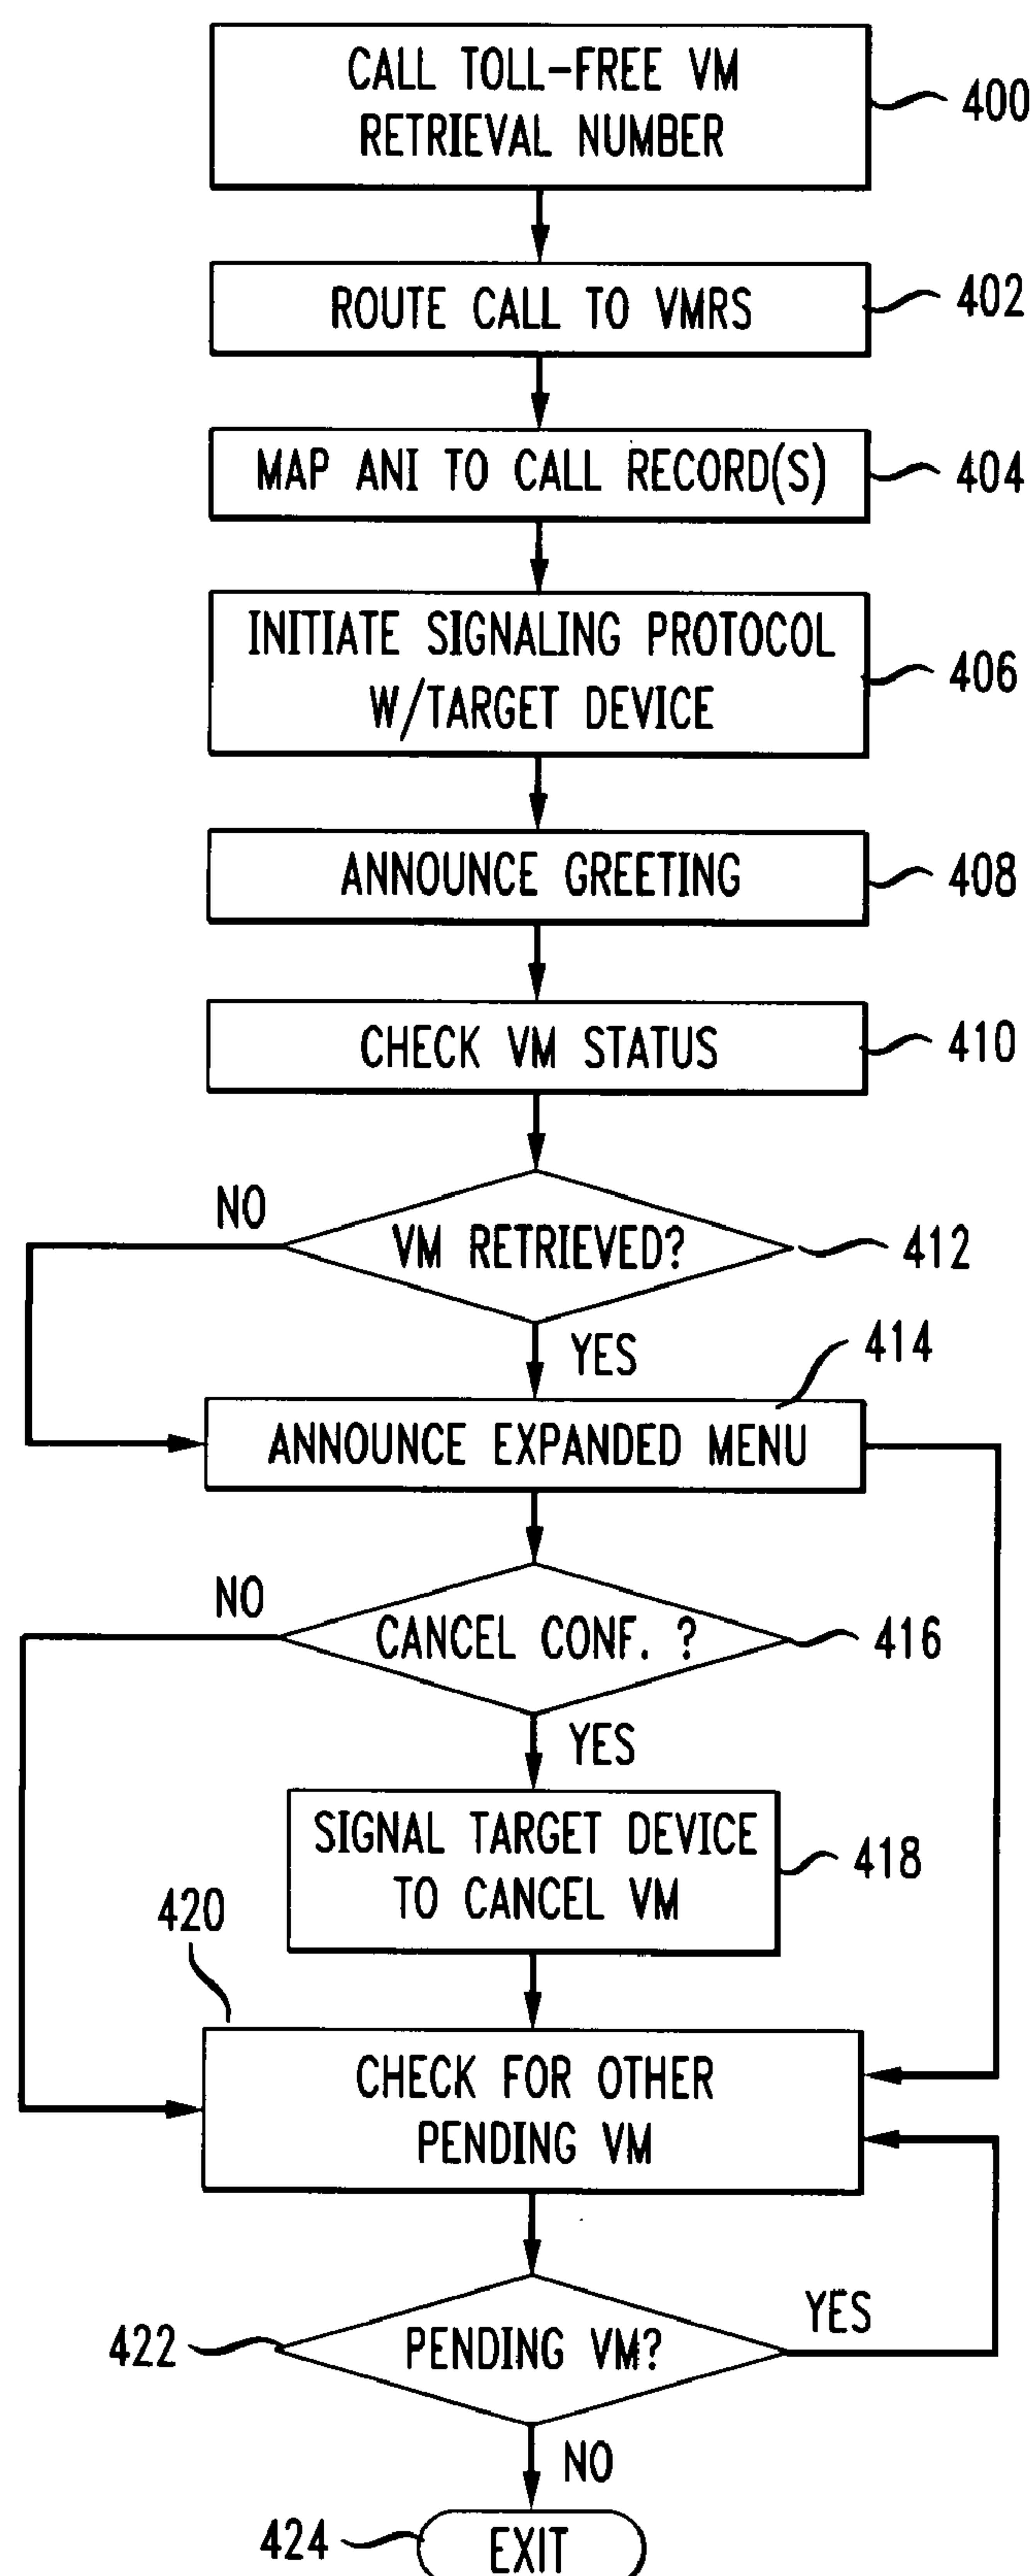 CALL TOLL-FREE VM
RETRIEVAL NUMBER
400
ROUTE CALL TO VMRS
402
MAP ANI TO CALL RECORD(S)
404
INITIATE SIGNALING PROTOCOL
W/TARGET DEVICE
406
ANNOUNCE GREETING
408
CHECK VM STATUS
410
NO
VM RETRIEVED?
412
YES
414
ANNOUNCE EXPANDED MENU
NO
CANCEL CONF. ?
416
YES
SIGNAL TARGET DEVICE
TO CANCEL VM
418
420
CHECK FOR OTHER
PENDING VM
YES
422
PENDING VM?
NO
424
EXIT